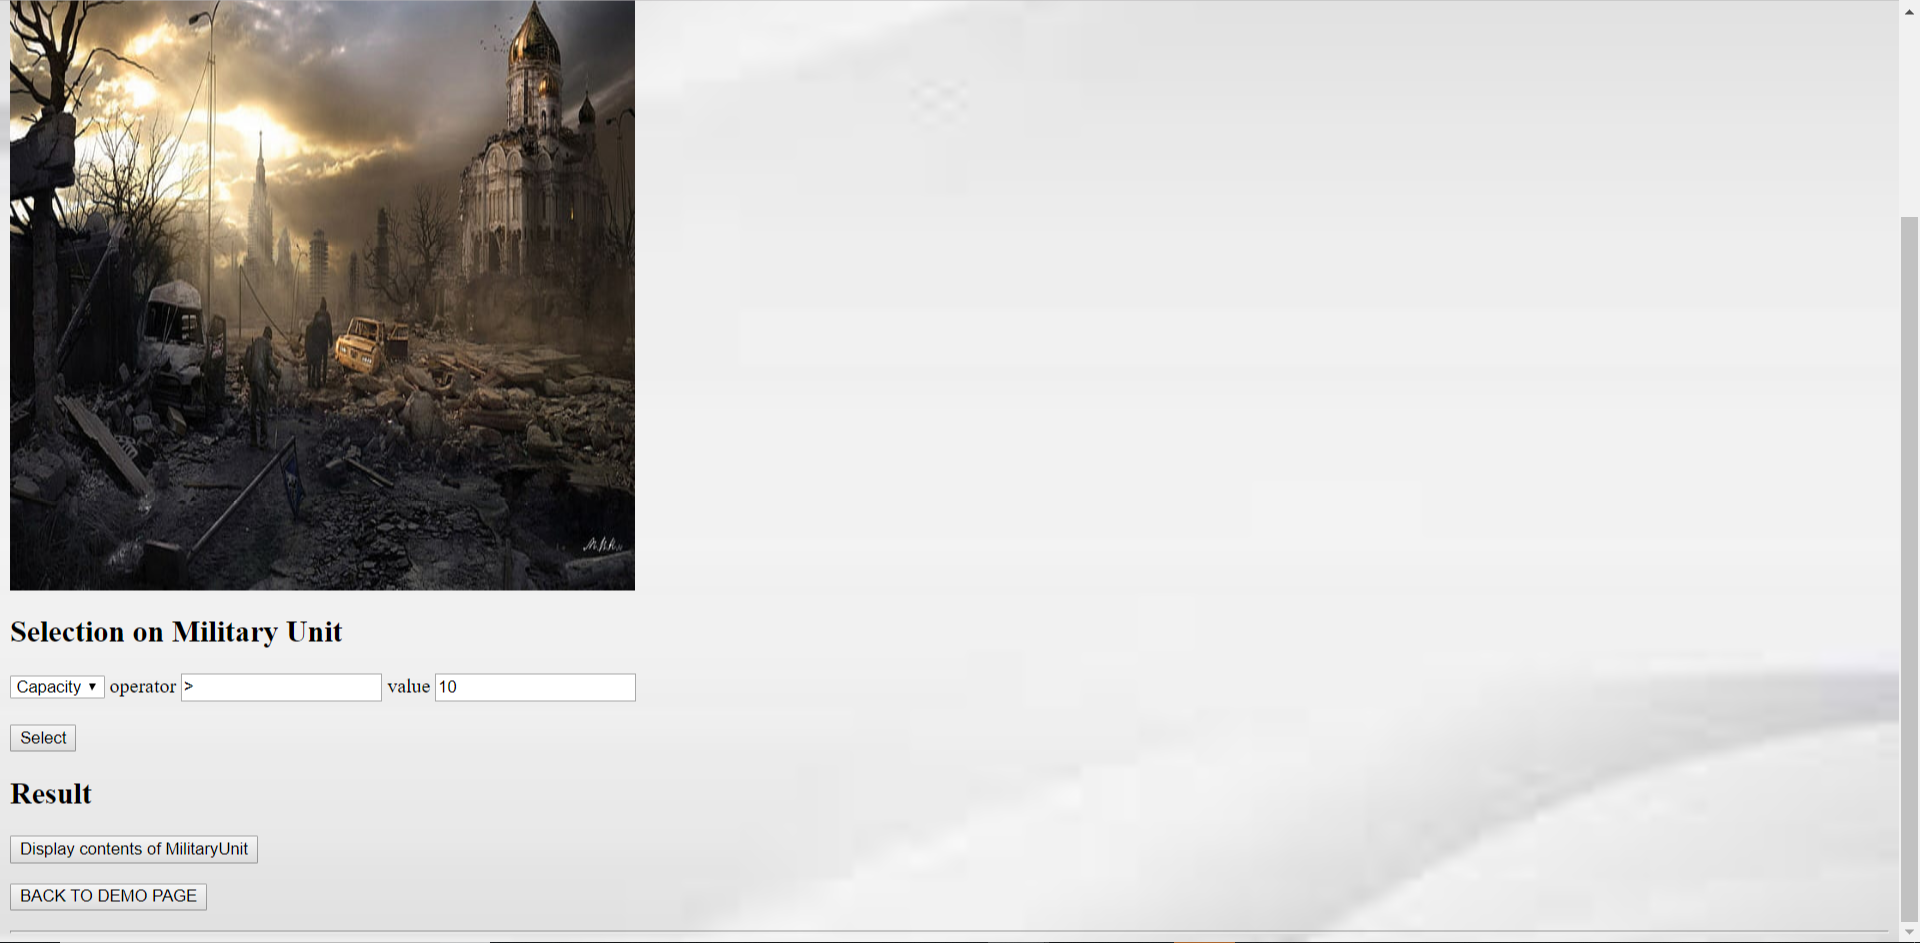 Selection on Military Unit
Capacity operator > value 10
Select
Result
Display contents of MilitaryUnit
BACK TO DEMO PAGE